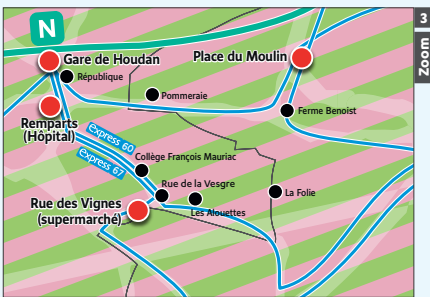 N
Gare de Houdan
République
Place du Moulin
Pommeraie
Ferme Benoist
Remparts
(Hôpital)
Express 60
Express 67
Collège François Mauriac
Rue de la Vesgre
La Folie
Rue des Vignes
(supermarché)
Les Alouettes
3
Zoom